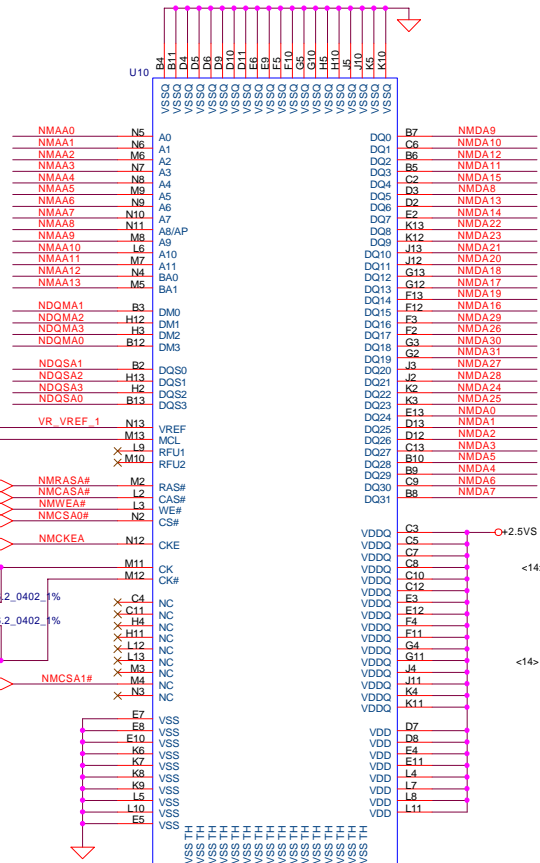 U10
B4 B11 D4 D5 D6 D9 D10 D11 E6 E9 F5 F10 G5 G10 H5 H10 J5 J10 K5 K10
VSSQ VSSQ VSSQ VSSQ VSSQ VSSQ VSSQ VSSQ VSSQ VSSQ VSSQ VSSQ VSSQ VSSQ VSSQ VSSQ VSSQ VSSQ VSSQ VSSQ
NMAA0 N5 A0
NMAA1 N6 A1
NMAA2 M6 A2
NMAA3 N7 A3
NMAA4 N8 A4
NMAA5 M9 A5
NMAA6 N9 A6
NMAA7 N10 A7
NMAA8 N11 A8/AP
NMAA9 M8 A9
NMAA10 L6 A10
NMAA11 M7 A11
NMAA12 N4 BA0
NMAA13 M5 BA1
NDQMA1 B3 DM0
NDQMA2 H12 DM1
NDQMA3 H3 DM2
NDQMA0 B12 DM3
NDQSA1 B2 DQS0
NDQSA2 H13 DQS1
NDQSA3 H2 DQS2
NDQSA0 B13 DQS3
VR_VREF_1 N13 VREF
M13 MCL
L9 RFU1
M10 RFU2
NMRASA# M2 RAS#
NMCASA# L2 CAS#
NMWEA# L3 WE#
NMCSA0# N2 CS#
NMCKEA N12 CKE
M11 CK
M12 CK#
.2_0402_1%
.2_0402_1%
C4 NC
C11 NC
H4 NC
H11 NC
L12 NC
L13 NC
M3 NC
NMCSA1# M4 NC
N3 NC
E7 VSS
E8 VSS
E10 VSS
K6 VSS
K7 VSS
K8 VSS
K9 VSS
L5 VSS
L10 VSS
E5 VSS
DQ0 B7 NMDA9
DQ1 C6 NMDA10
DQ2 B6 NMDA12
DQ3 B5 NMDA11
DQ4 C2 NMDA15
DQ5 D3 NMDA8
DQ6 D2 NMDA13
DQ7 E2 NMDA14
DQ8 K13 NMDA22
DQ9 K12 NMDA23
DQ10 J13 NMDA21
DQ11 J12 NMDA20
DQ12 G13 NMDA18
DQ13 G12 NMDA17
DQ14 F13 NMDA19
DQ15 F12 NMDA16
DQ16 F3 NMDA29
DQ17 F2 NMDA26
DQ18 G3 NMDA30
DQ19 G2 NMDA31
DQ20 J3 NMDA27
DQ21 J2 NMDA28
DQ22 K2 NMDA24
DQ23 K3 NMDA25
DQ24 E13 NMDA0
DQ25 D13 NMDA1
DQ26 D12 NMDA2
DQ27 C13 NMDA3
DQ28 B10 NMDA5
DQ29 B9 NMDA4
DQ30 C9 NMDA6
DQ31 B8 NMDA7
VDDQ C3 +2.5VS
VDDQ C5
VDDQ C7
VDDQ C8 <14
VDDQ C10
VDDQ C12
VDDQ E3
VDDQ E12
VDDQ F4
VDDQ F11
VDDQ G4
VDDQ G11 <14>
VDDQ J4
VDDQ J11
VDDQ K4
VDDQ K11
VDD D7
VDD D8
VDD E4
VDD E11
VDD L4
VDD L7
VDD L8
VDD L11
VSS TH VSS TH VSS TH VSS TH VSS TH VSS TH VSS TH VSS TH VSS TH VSS TH VSS TH VSS TH VSS TH VSS TH VSS TH VSS TH